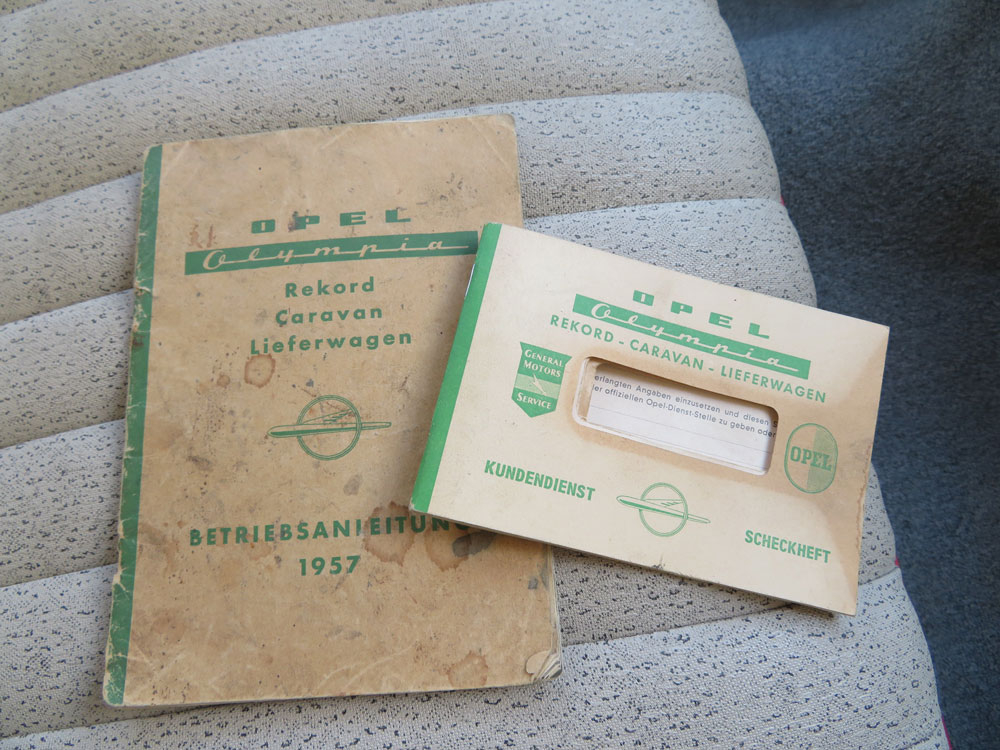 OPEL
Olympia
Rekord
Caravan
Lieferwagen
BETRIEBSANLEITUN
1957
OPEL
Olympia
REKORD - CARAVAN - LIEFERWAGEN
GENERAL
MOTORS
SERVICE
erlangten Angaben einzusetzen und diesen
er offiziellen Opel-Dienst-Stelle zu geben oder
OPEL
KUNDENDIENST
SCHECKHEFT